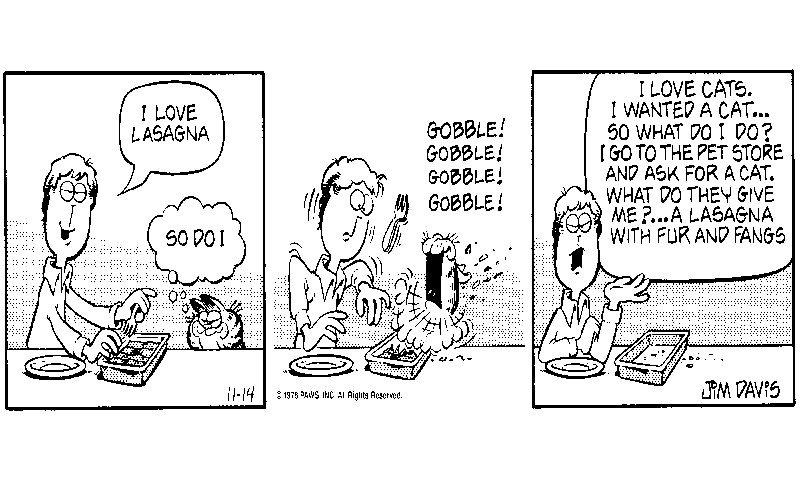 I LOVE
LASAGNA
SO DO I
11-14
GOBBLE!
GOBBLE!
GOBBLE!
GOBBLE!
© 1978 PAWS, INC. All Rights Reserved.
I LOVE CATS.
I WANTED A CAT...
SO WHAT DO I DO?
I GO TO THE PET STORE
AND ASK FOR A CAT.
WHAT DO THEY GIVE
ME?...A LASAGNA
WITH FUR AND FANGS
JIM DAVIS